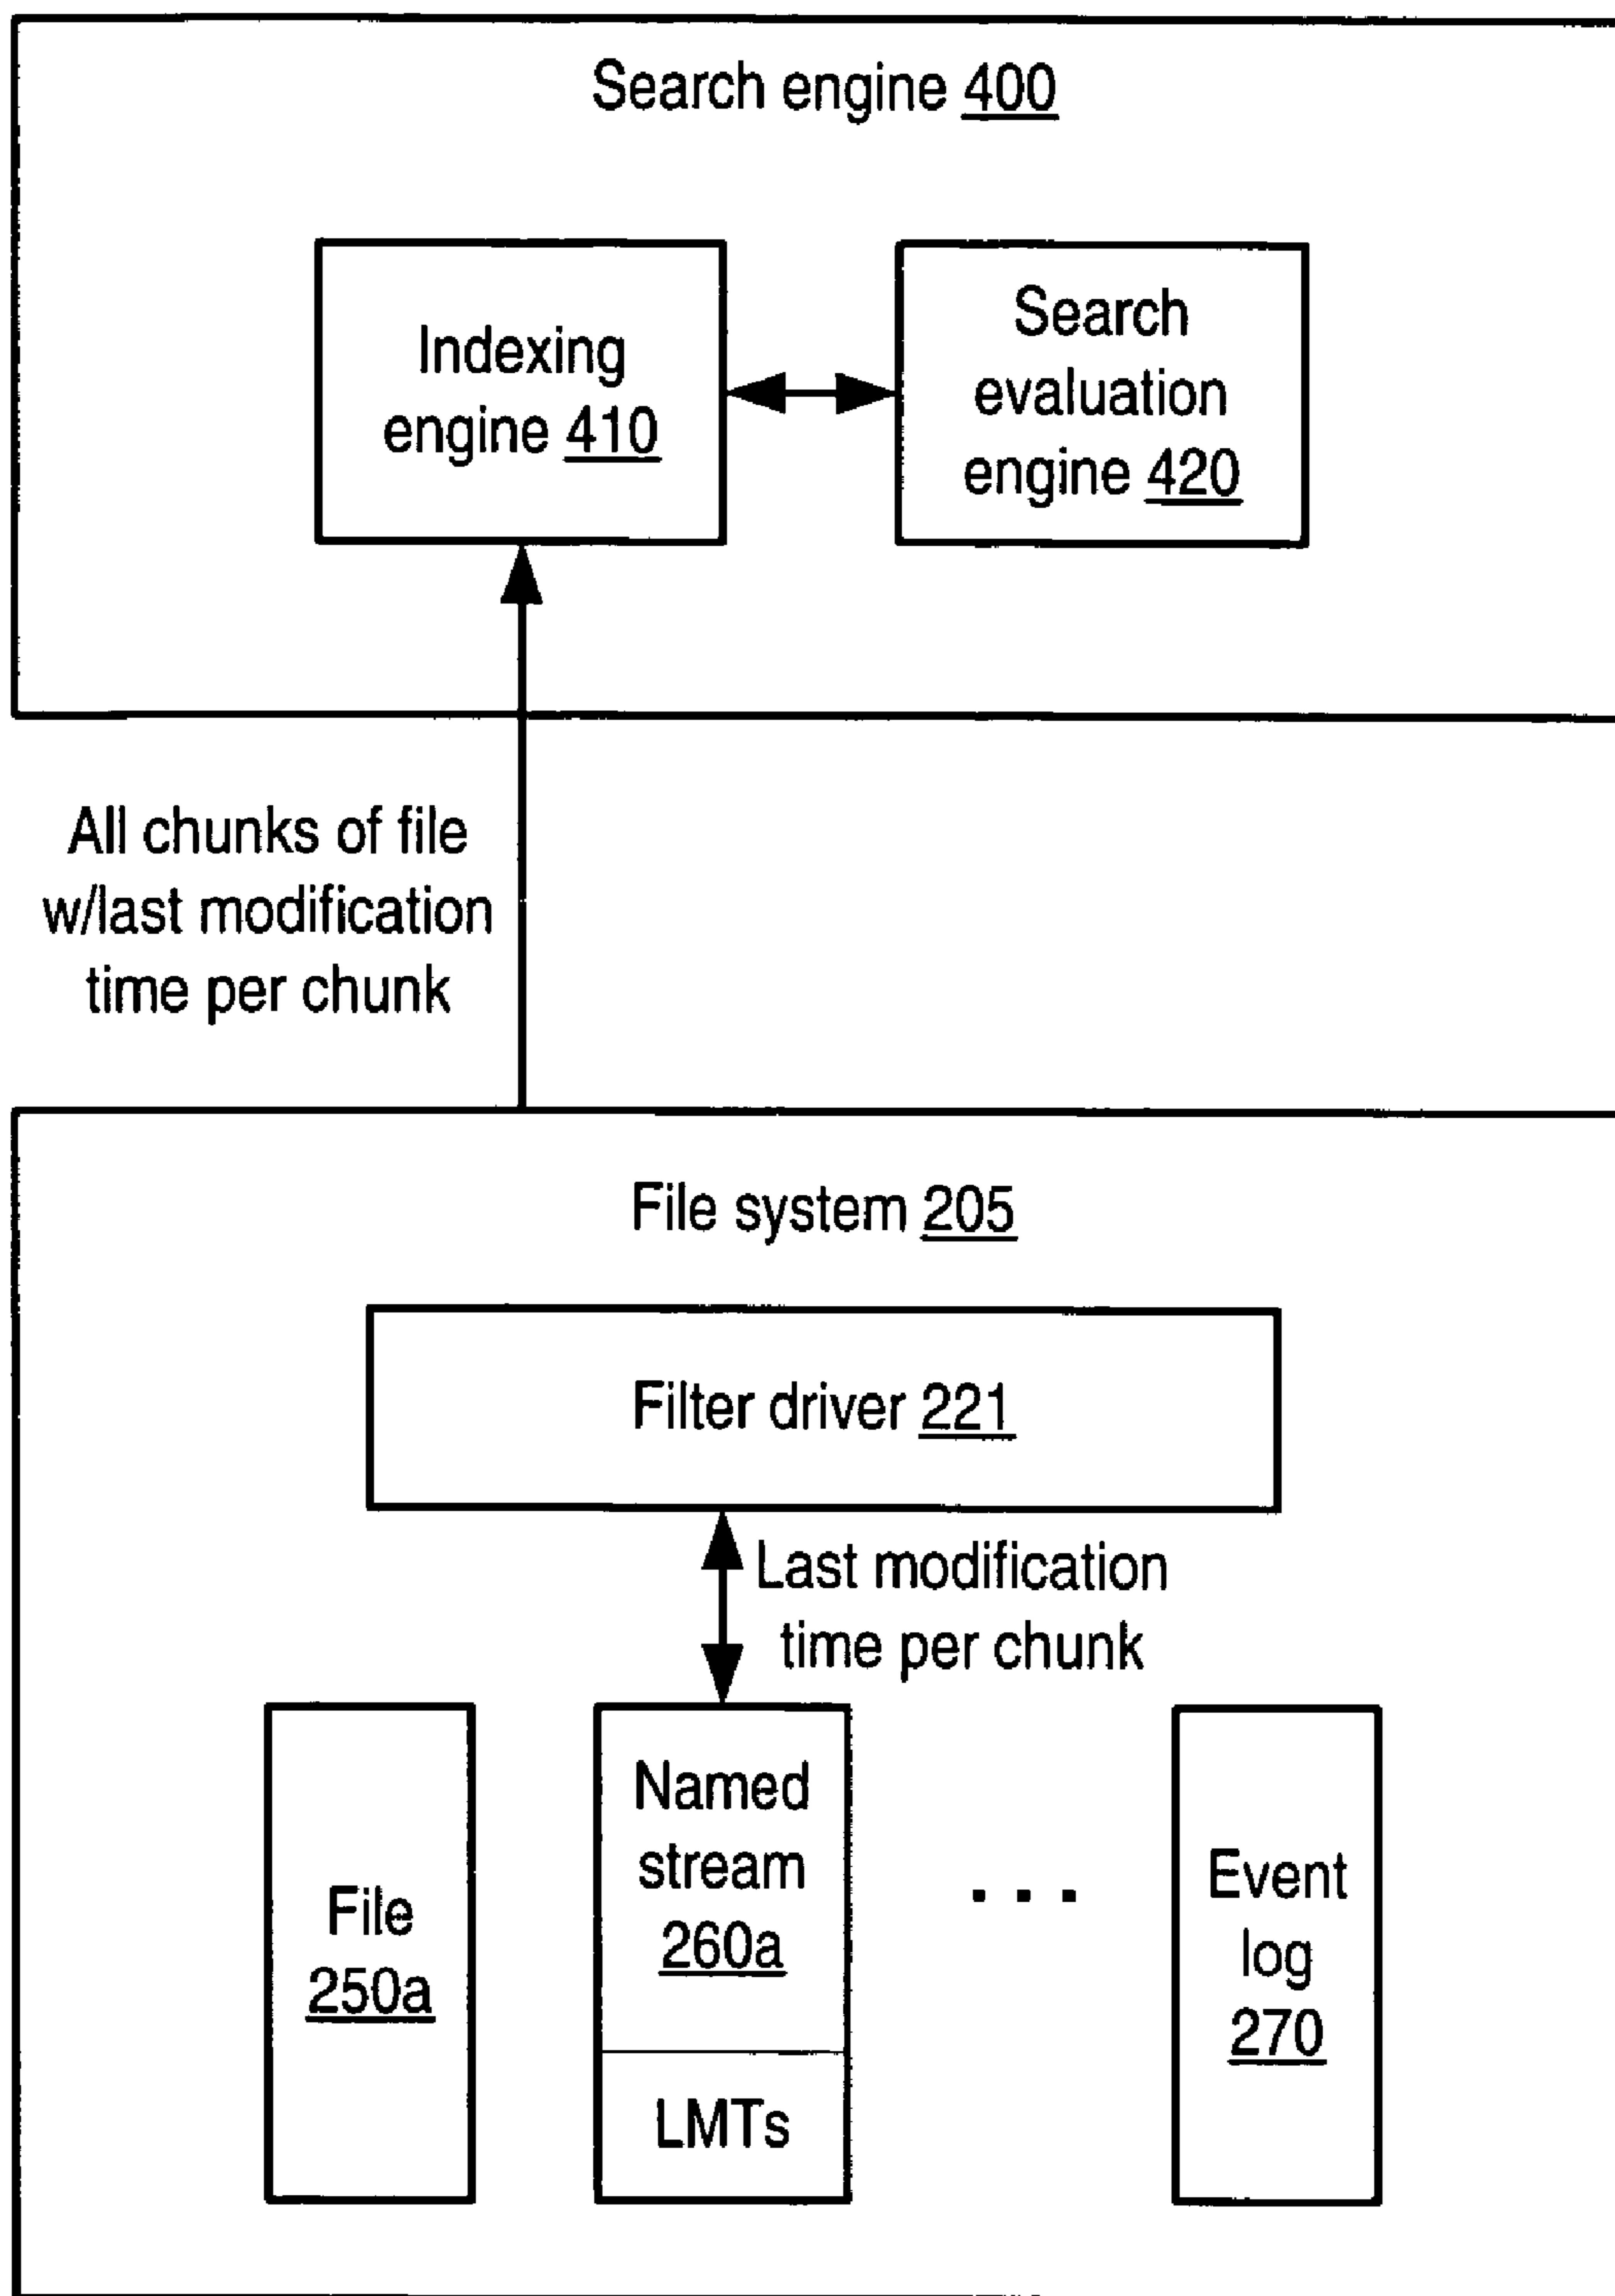 Search engine 400
Indexing
engine 410
Search
evaluation
engine 420
All chunks of file
w/last modification
time per chunk
File system 205
Filter driver 221
Last modification
time per chunk
File
250a
Named
stream
260a
LMTs
. . .
Event
log
270